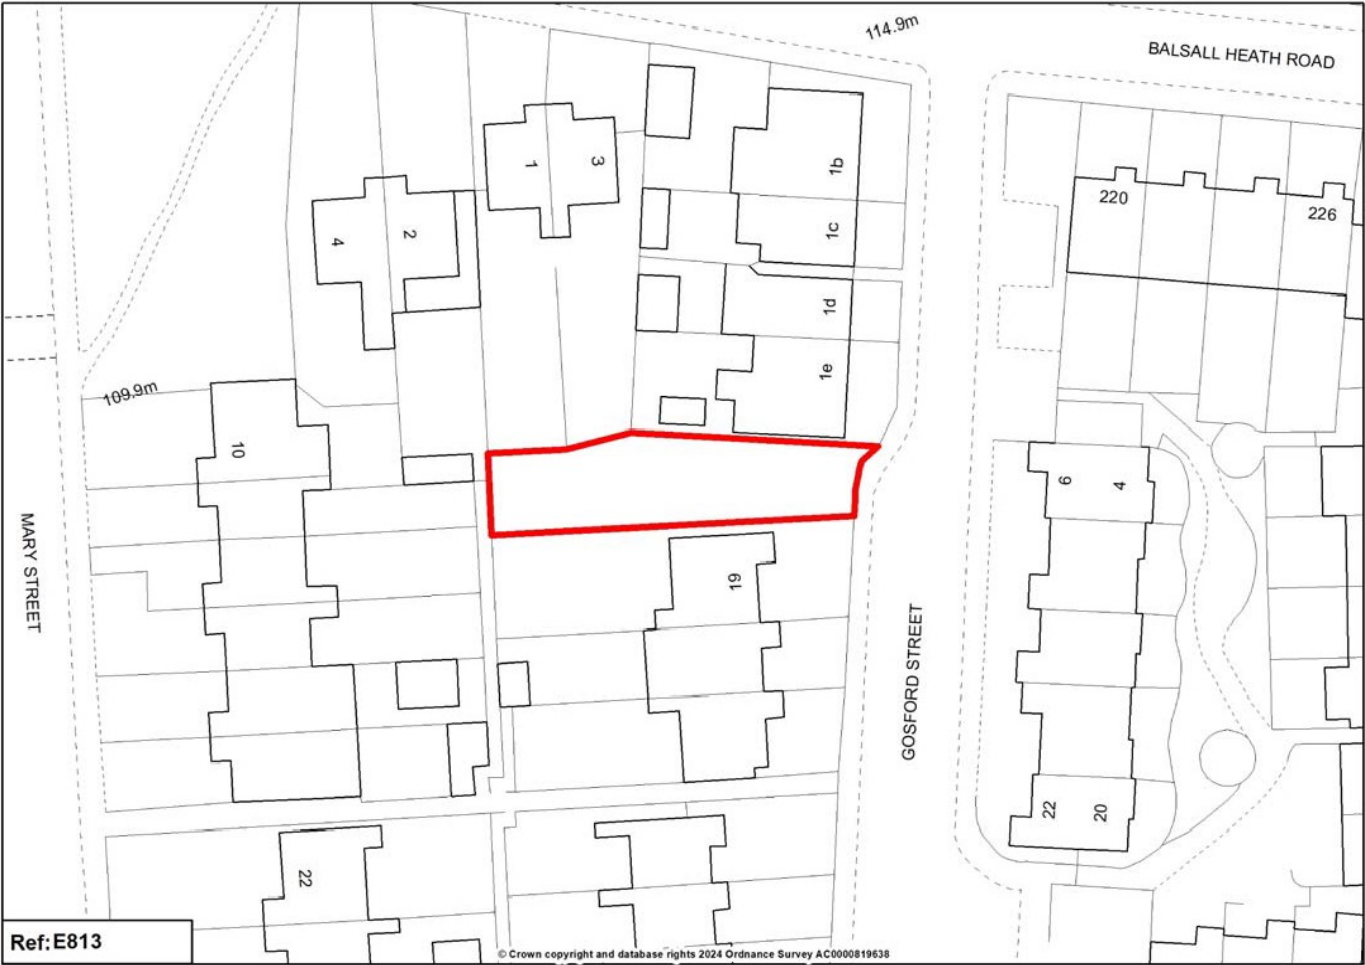 114.9m
BALSALL HEATH ROAD
1
3
1b
220
226
4
2
1c
1d
1e
109.9m
10
6
4
MARY STREET
19
GOSFORD STREET
22
20
22
Ref:E813
© Crown copyright and database rights 2024 Ordnance Survey AC0000819638